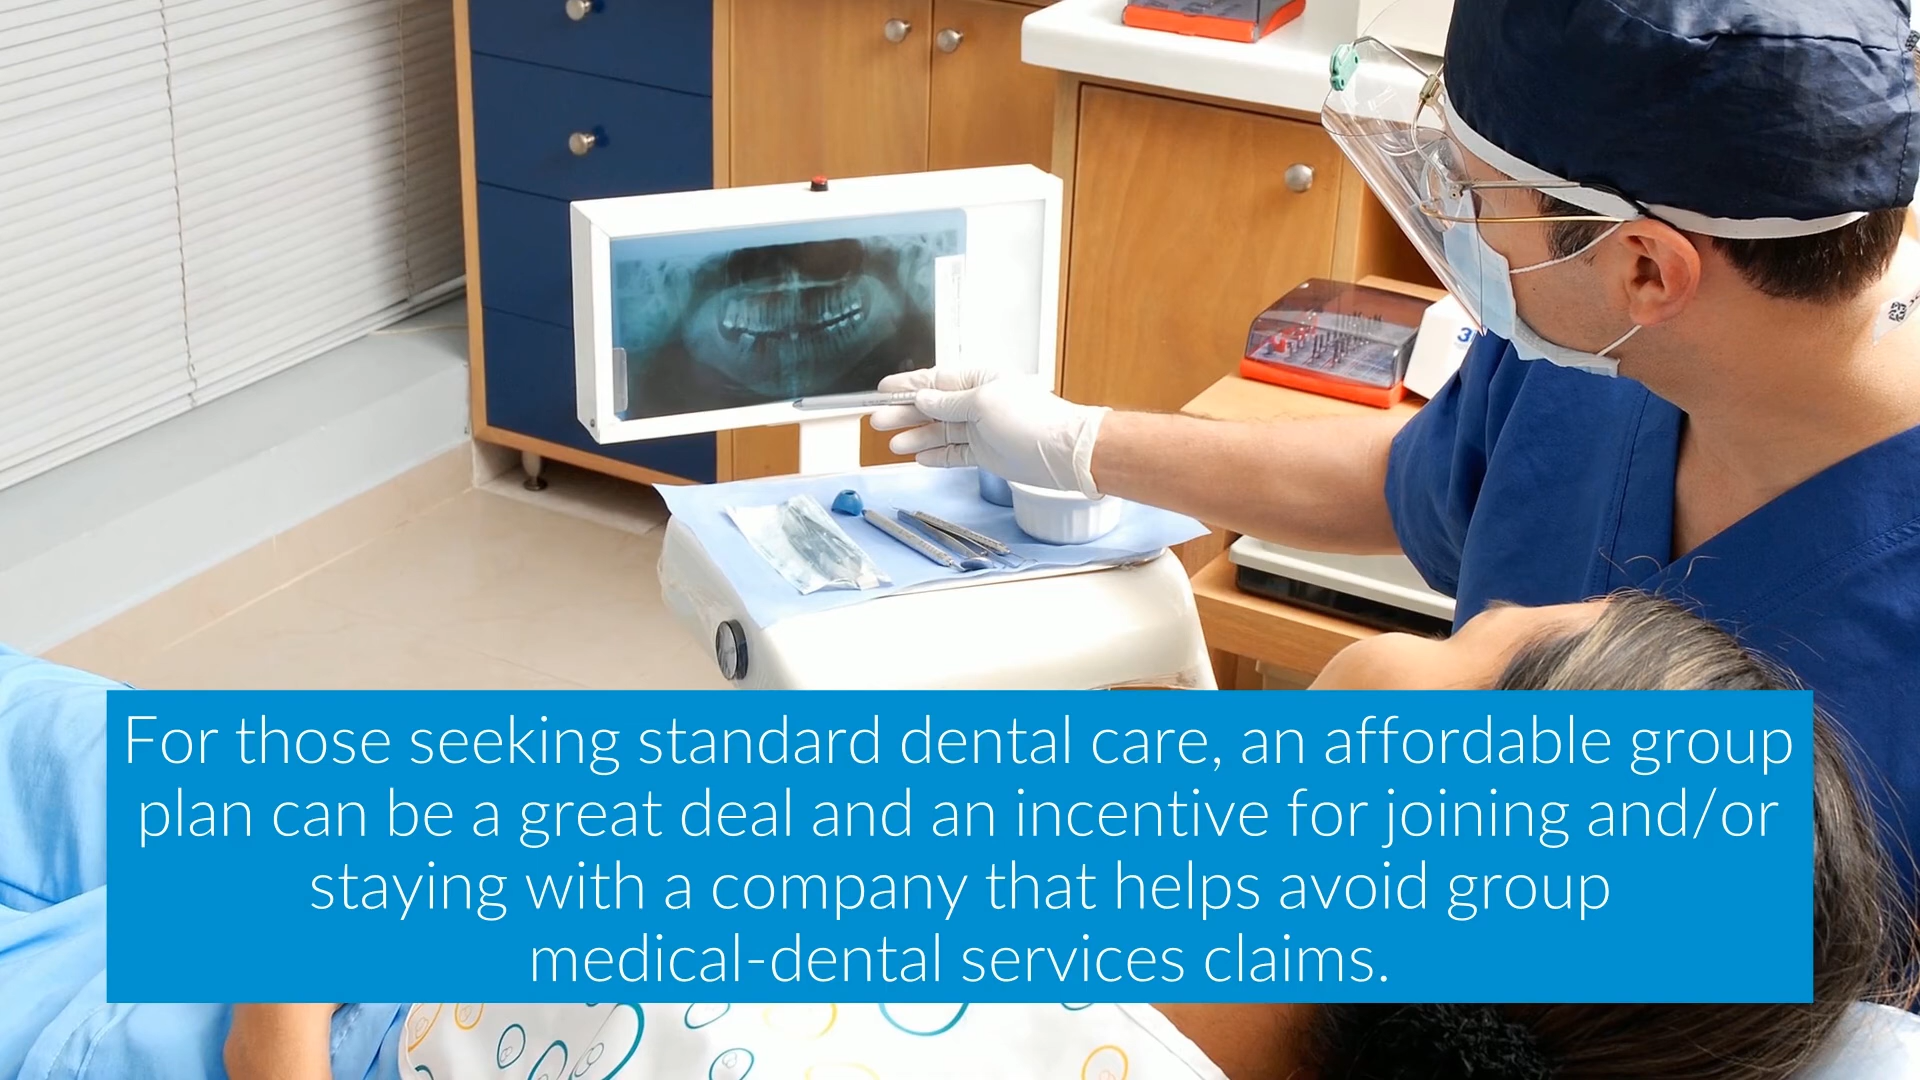 For those seeking standard dental care, an affordable group
plan can be a great deal and an incentive for joining and/or
staying with a company that helps avoid group
medical-dental services claims.